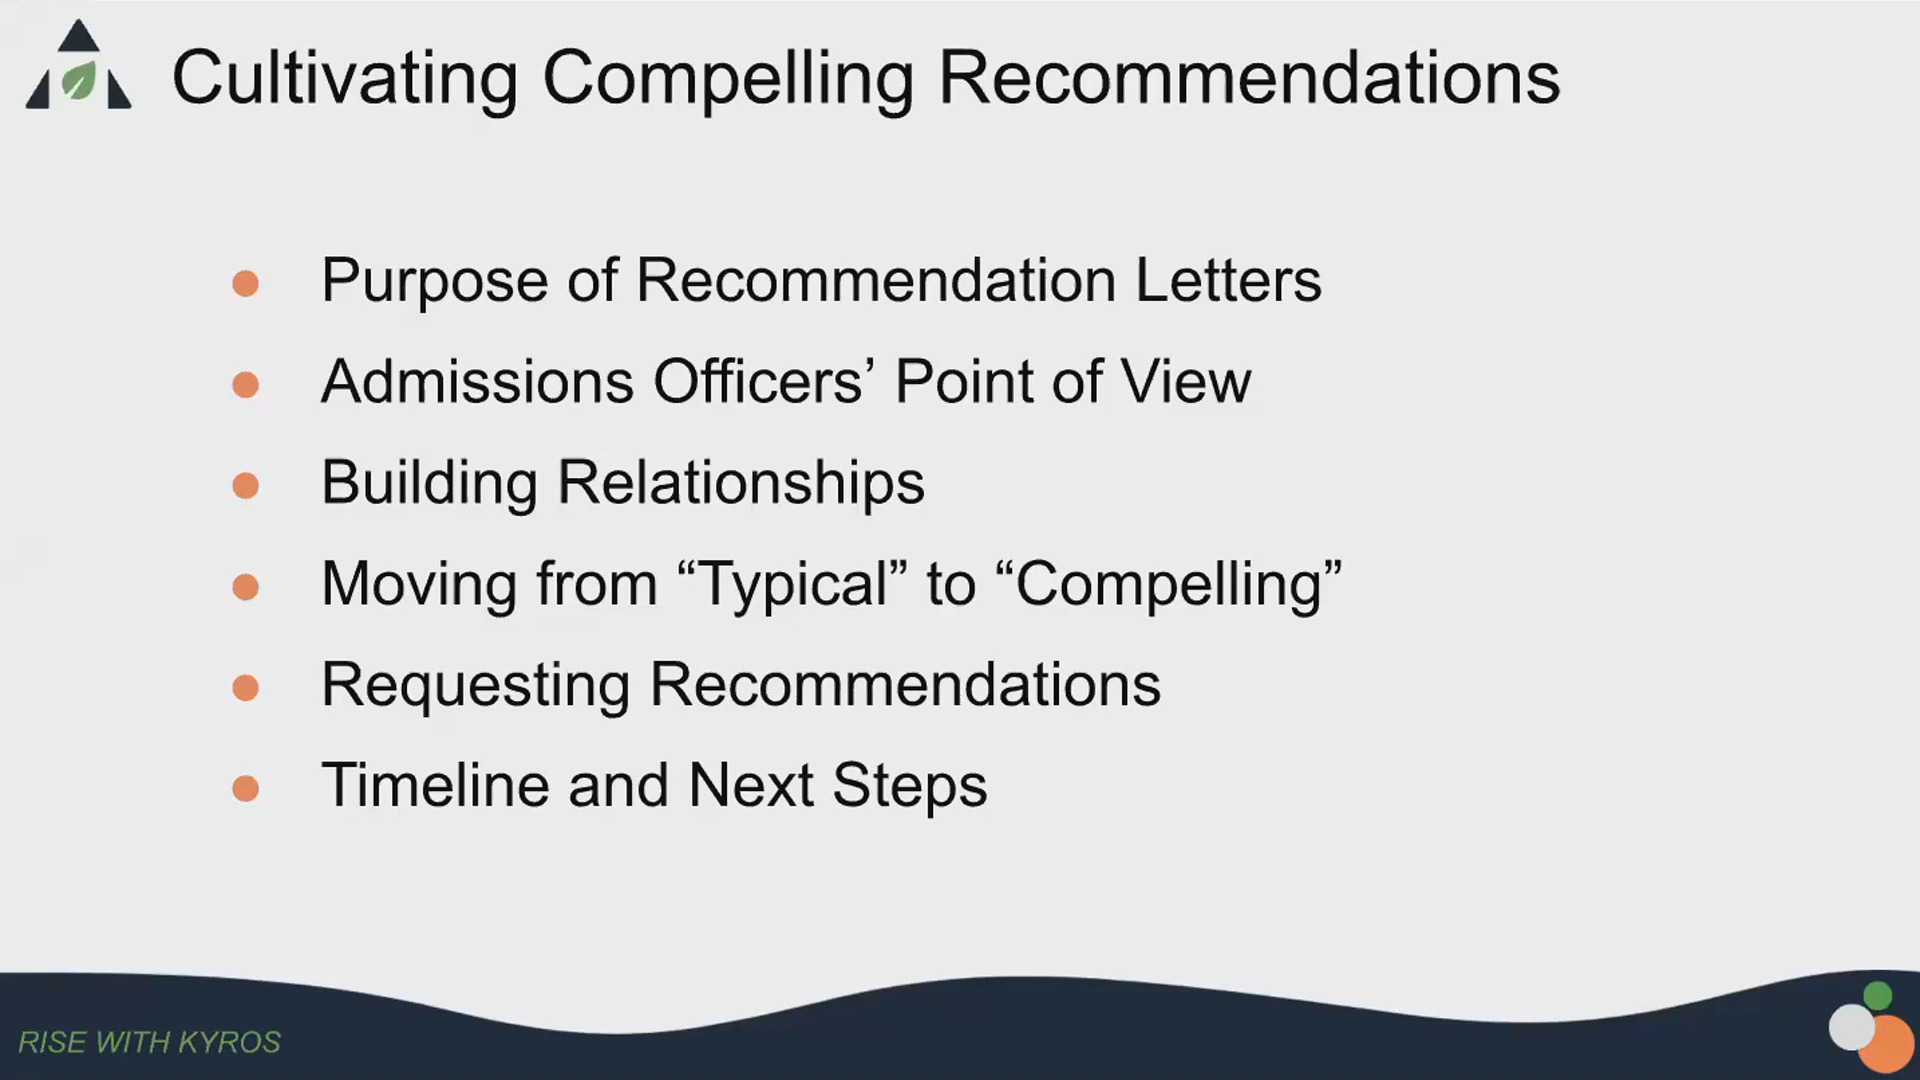 Cultivating Compelling Recommendations
Purpose of Recommendation Letters
Admissions Officers’ Point of View
Building Relationships
Moving from “Typical” to “Compelling”
Requesting Recommendations
Timeline and Next Steps
RISE WITH KYROS